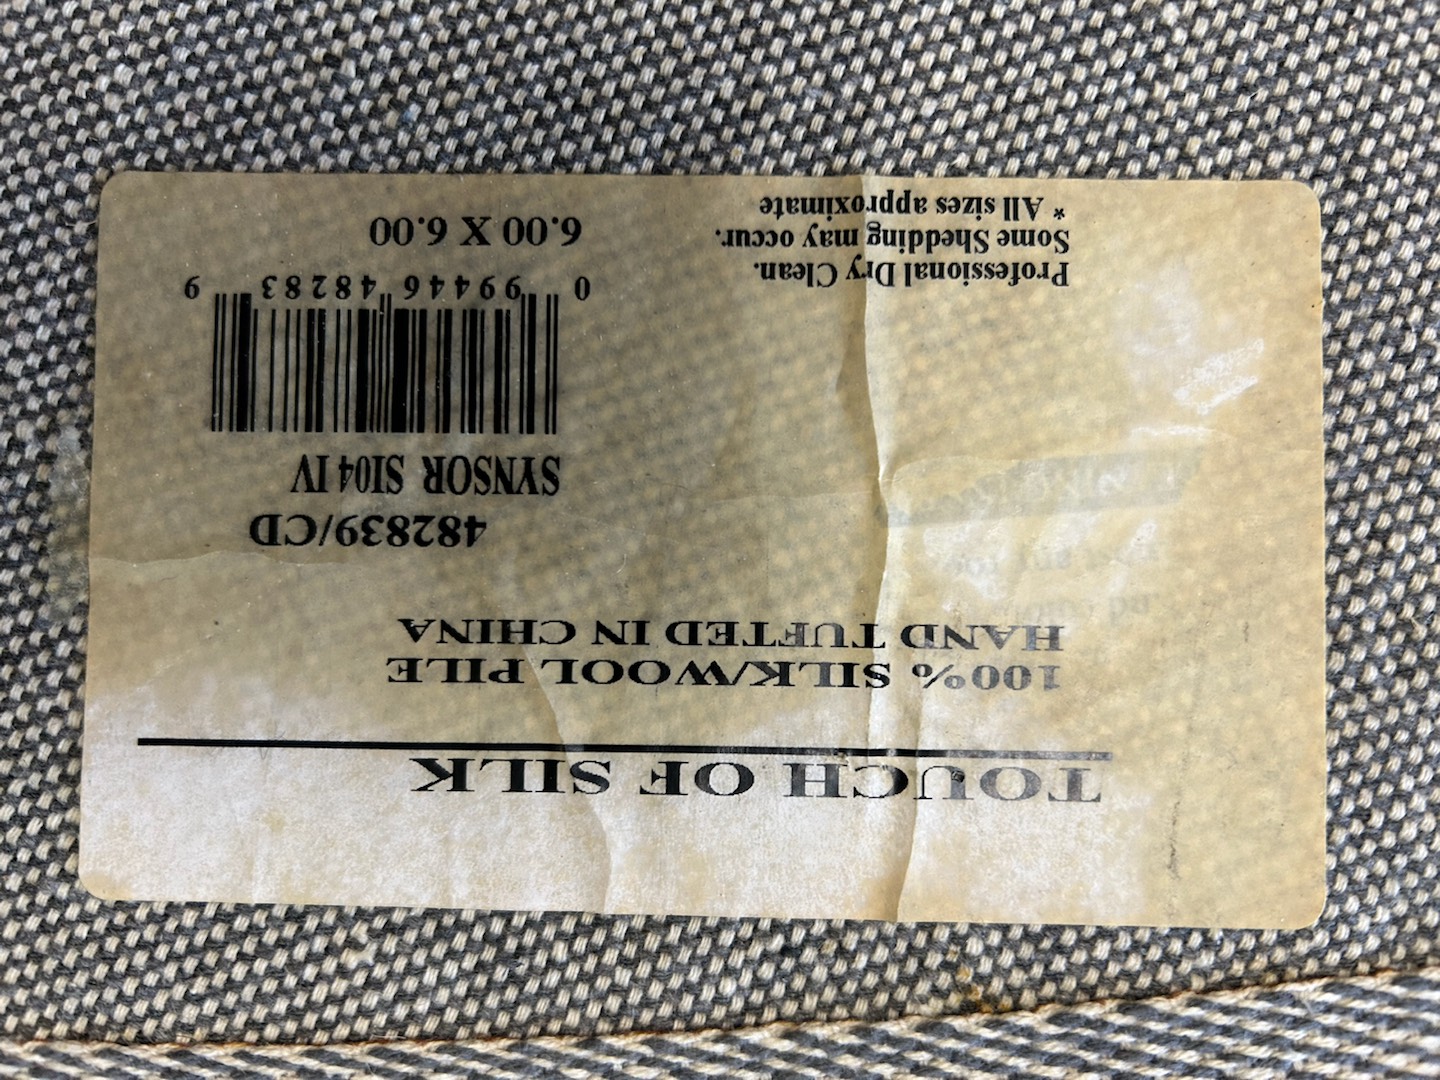 TOUCH OF SILK
100% SILK/WOOL PILE
HAND TUFTED IN CHINA
482839/CD
SYNSOR SI04 IV
0 99446 48283 9
6.00 X 6.00
Professional Dry Clean.
Some Shedding may occur.
* All sizes approximate